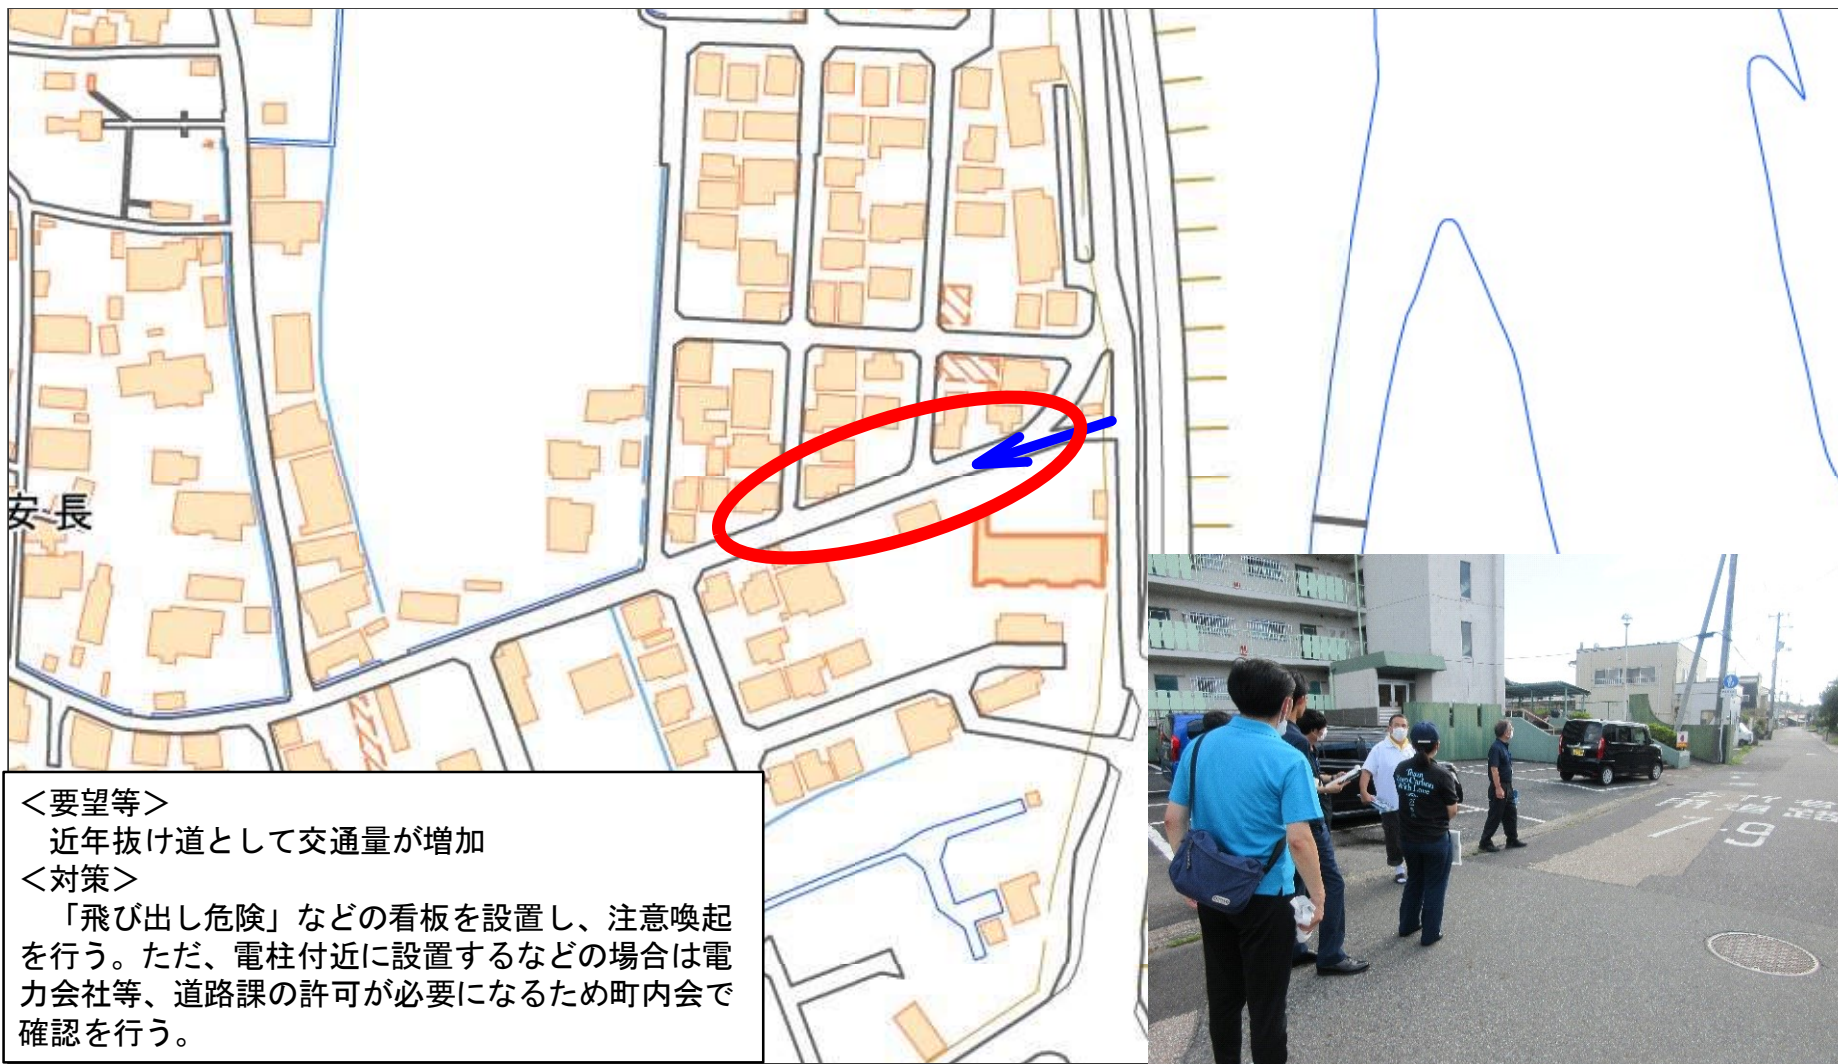 安長
＜要望等＞
近年抜け道として交通量が増加
＜対策＞
「飛び出し危険」などの看板を設置し、注意喚起
を行う。ただ、電柱付近に設置するなどの場合は電
力会社等、道路課の許可が必要になるため町内会で
確認を行う。
7-9